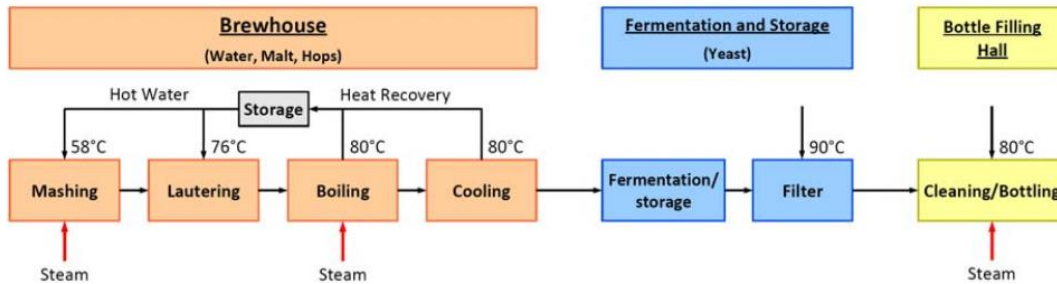 Brewhouse
(Water, Malt, Hops)
Fermentation and Storage
(Yeast)
Bottle Filling
Hall
Hot Water
Storage
Heat Recovery
58°C
76°C
80°C
80°C
90°C
80°C
Mashing
Lautering
Boiling
Cooling
Fermentation/
storage
Filter
Cleaning/Bottling
Steam
Steam
Steam